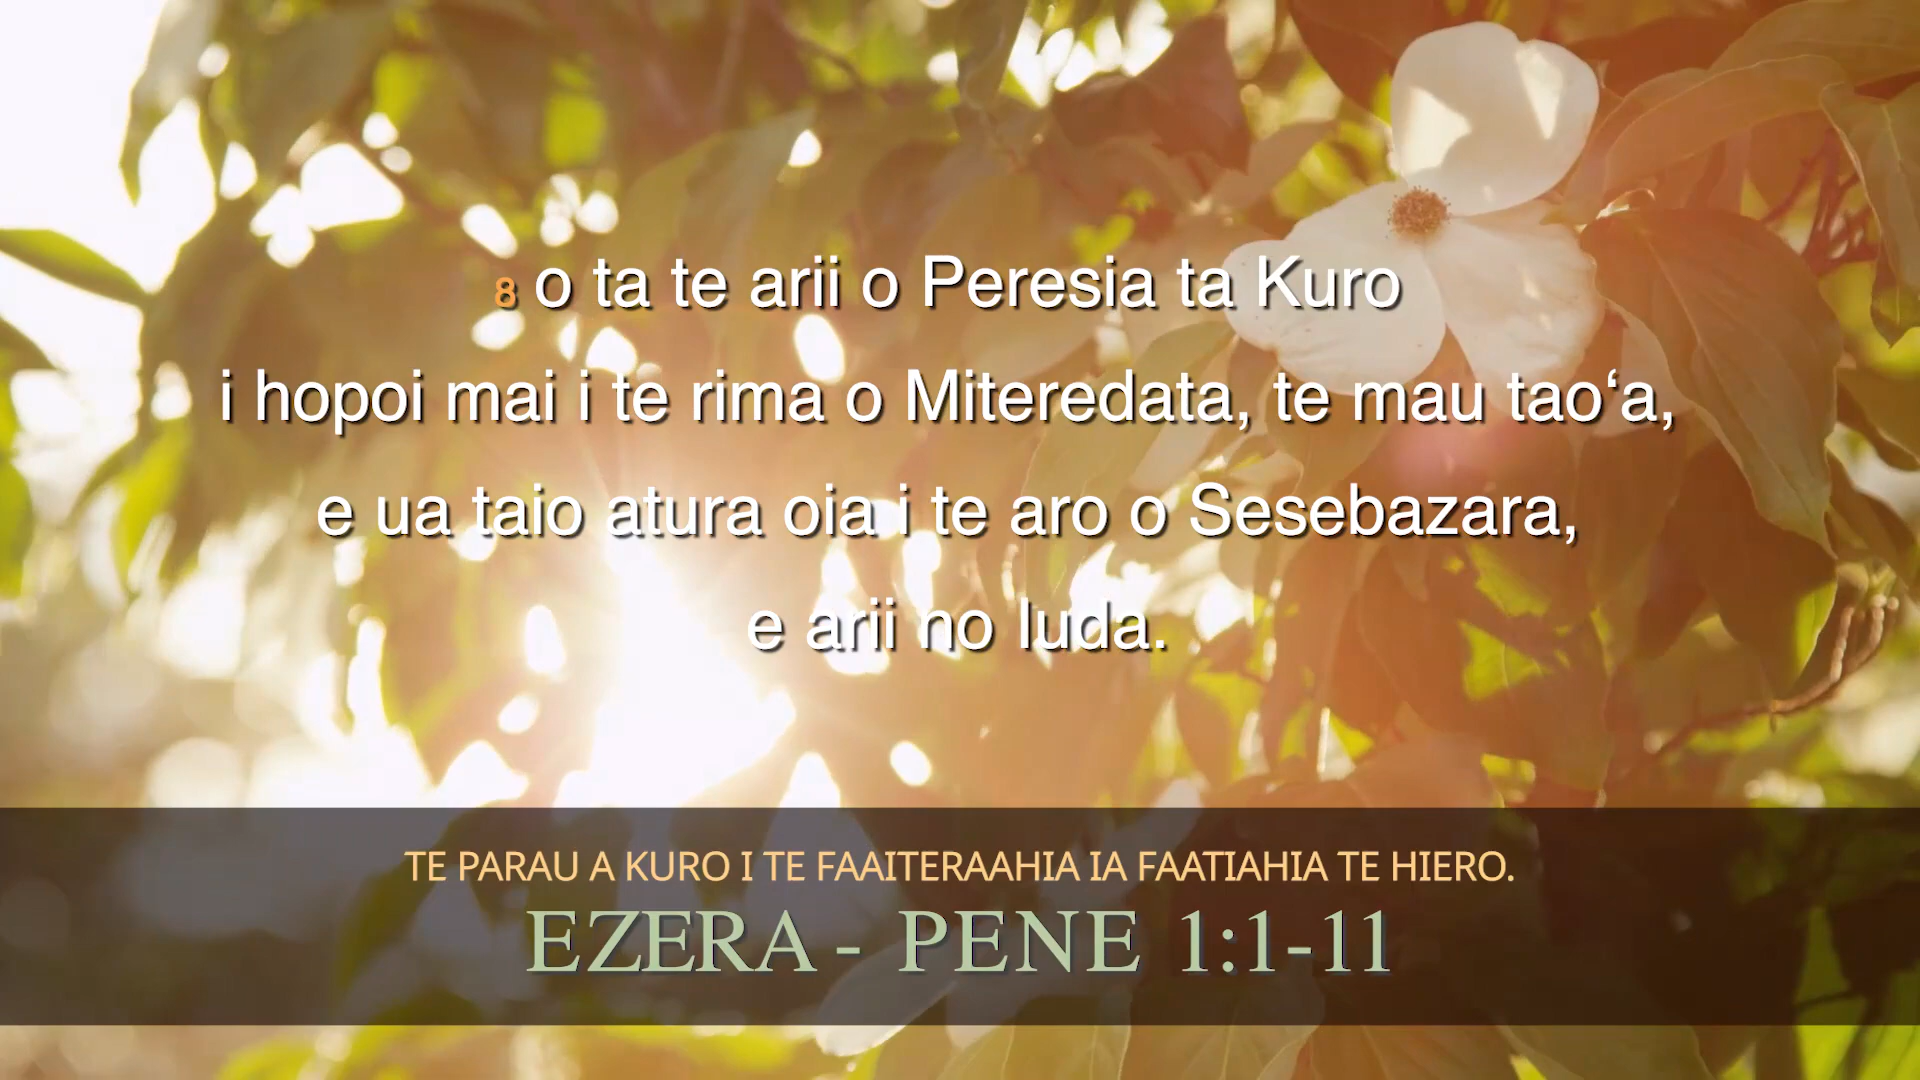 8 o ta te arii o Peresia ta Kuro
i hopoi mai i te rima o Miteredata, te mau tao‘a,
e ua taio atura oia i te aro o Sesebazara,
e arii no Iuda.
TE PARAU A KURO I TE FAAITERAAHIA IA FAATIAHIA TE HIERO.
EZERA - PENE 1:1-11